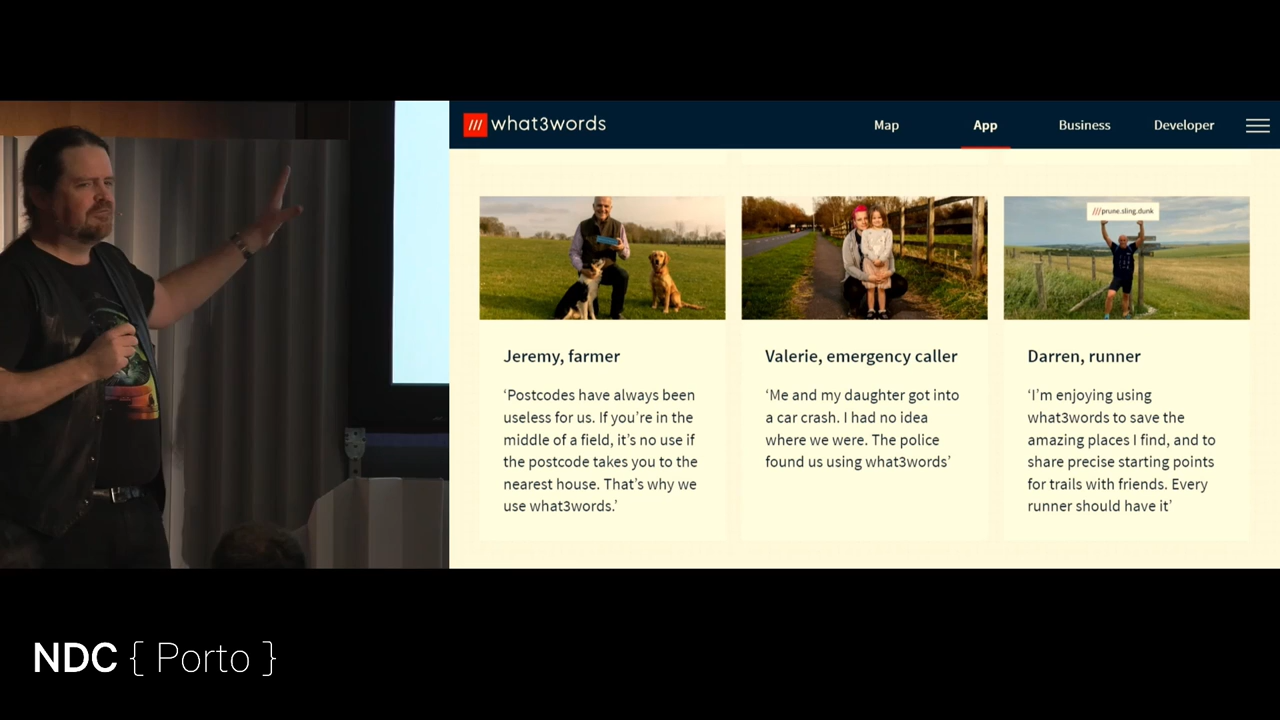 /// what3words
Map
App
Business
Developer
///prune.sling.dunk
Jeremy, farmer
‘Postcodes have always been
useless for us. If you’re in the
middle of a field, it’s no use if
the postcode takes you to the
nearest house. That’s why we
use what3words.’
Valerie, emergency caller
‘Me and my daughter got into
a car crash. I had no idea
where we were. The police
found us using what3words’
Darren, runner
‘I’m enjoying using
what3words to save the
amazing places I find, and to
share precise starting points
for trails with friends. Every
runner should have it’
NDC { Porto }